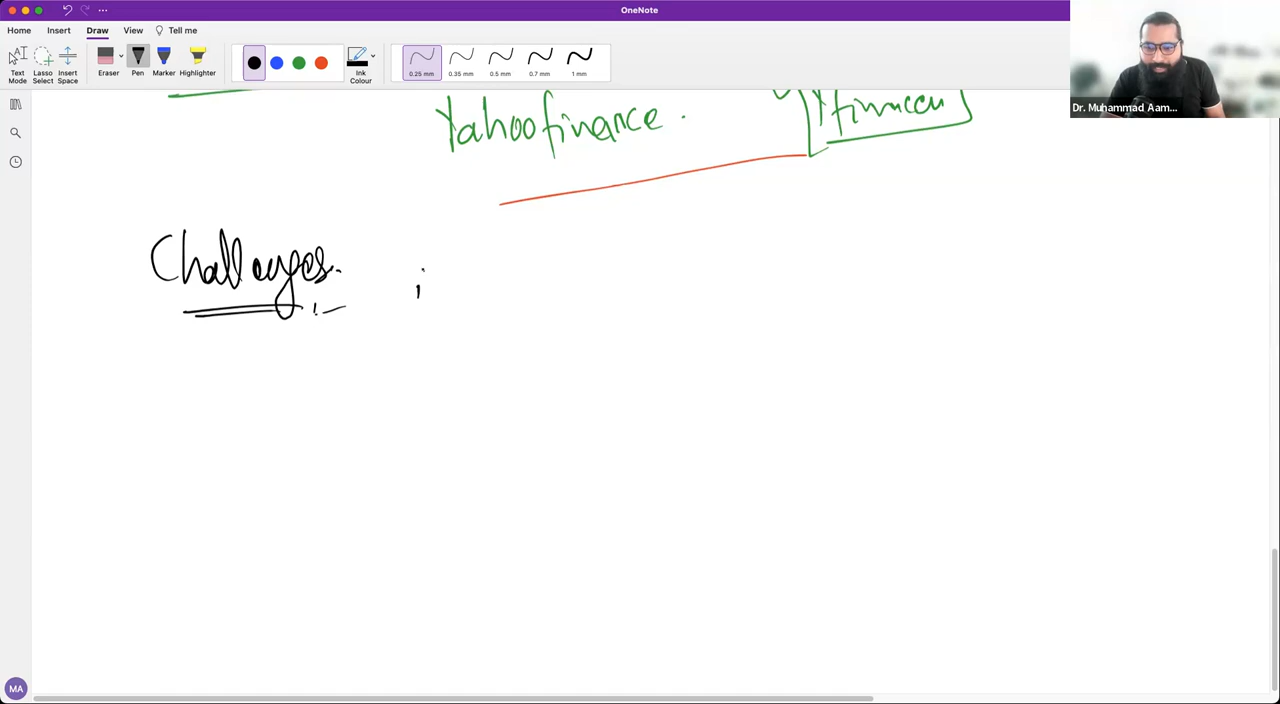 OneNote
Home Insert Draw View Tell me
Text Mode
Lasso Select
Insert Space
Eraser
Pen
Marker
Highlighter
Ink Colour
0.25 mm
0.35 mm
0.5 mm
0.7 mm
1 mm
Dr. Muhammad Aam...
Yahoofinance.
Challenges.
i
MA